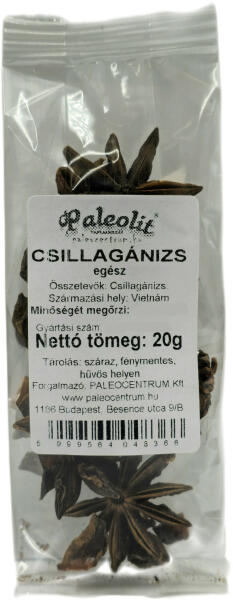 Paleolit
TÁPLÁLKOZÁS
paleocentrum.hu
CSILLAGÁNIZS
egész
Összetevők: Csillagánizs.
Származási hely: Vietnám
Minőségét megőrzi:
Gyártási szám:
Nettó tömeg: 20g
Tárolás: száraz, fénymentes,
hűvös helyen
Forgalmazó: PALEOCENTRUM Kft
www.paleocentrum.hu
1186 Budapest, Besence utca 9/B
5 999564 043366